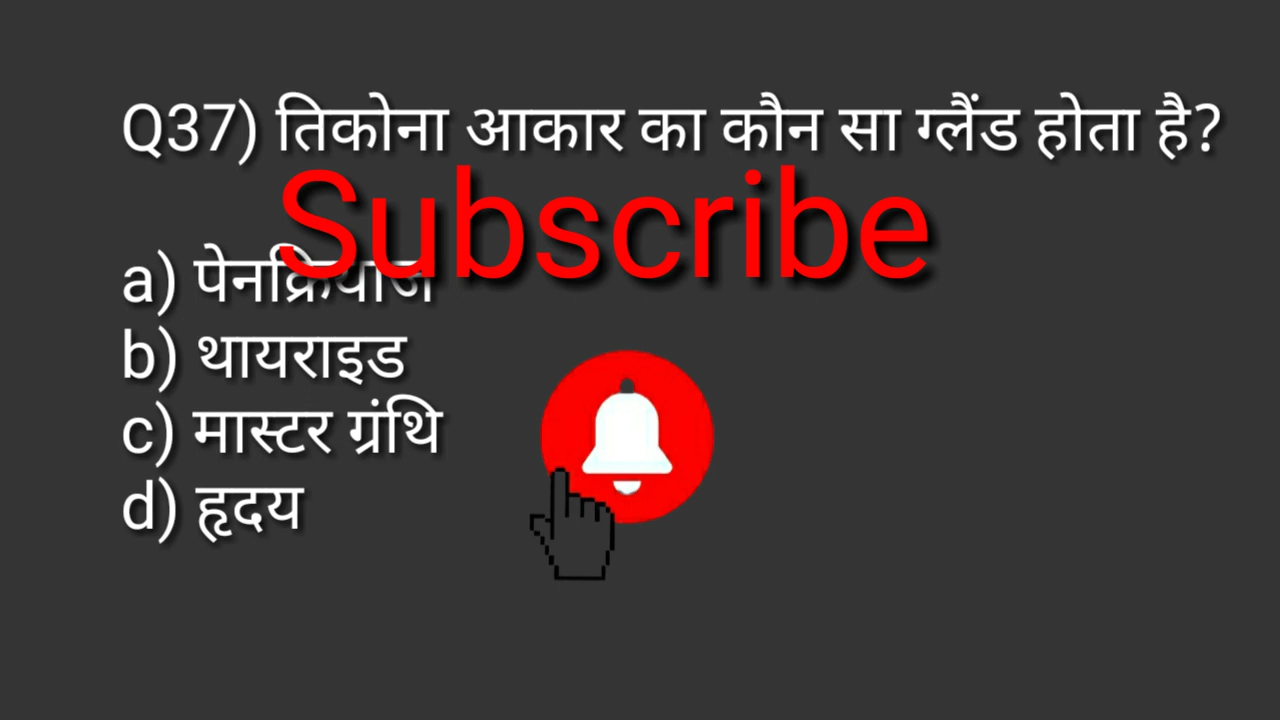 Q37) तिकोना आकार का कौन सा ग्लैंड होता है?
Subscribe
a) पेनक्रियाज
b) थायराइड
c) मास्टर ग्रंथि
d) हृदय